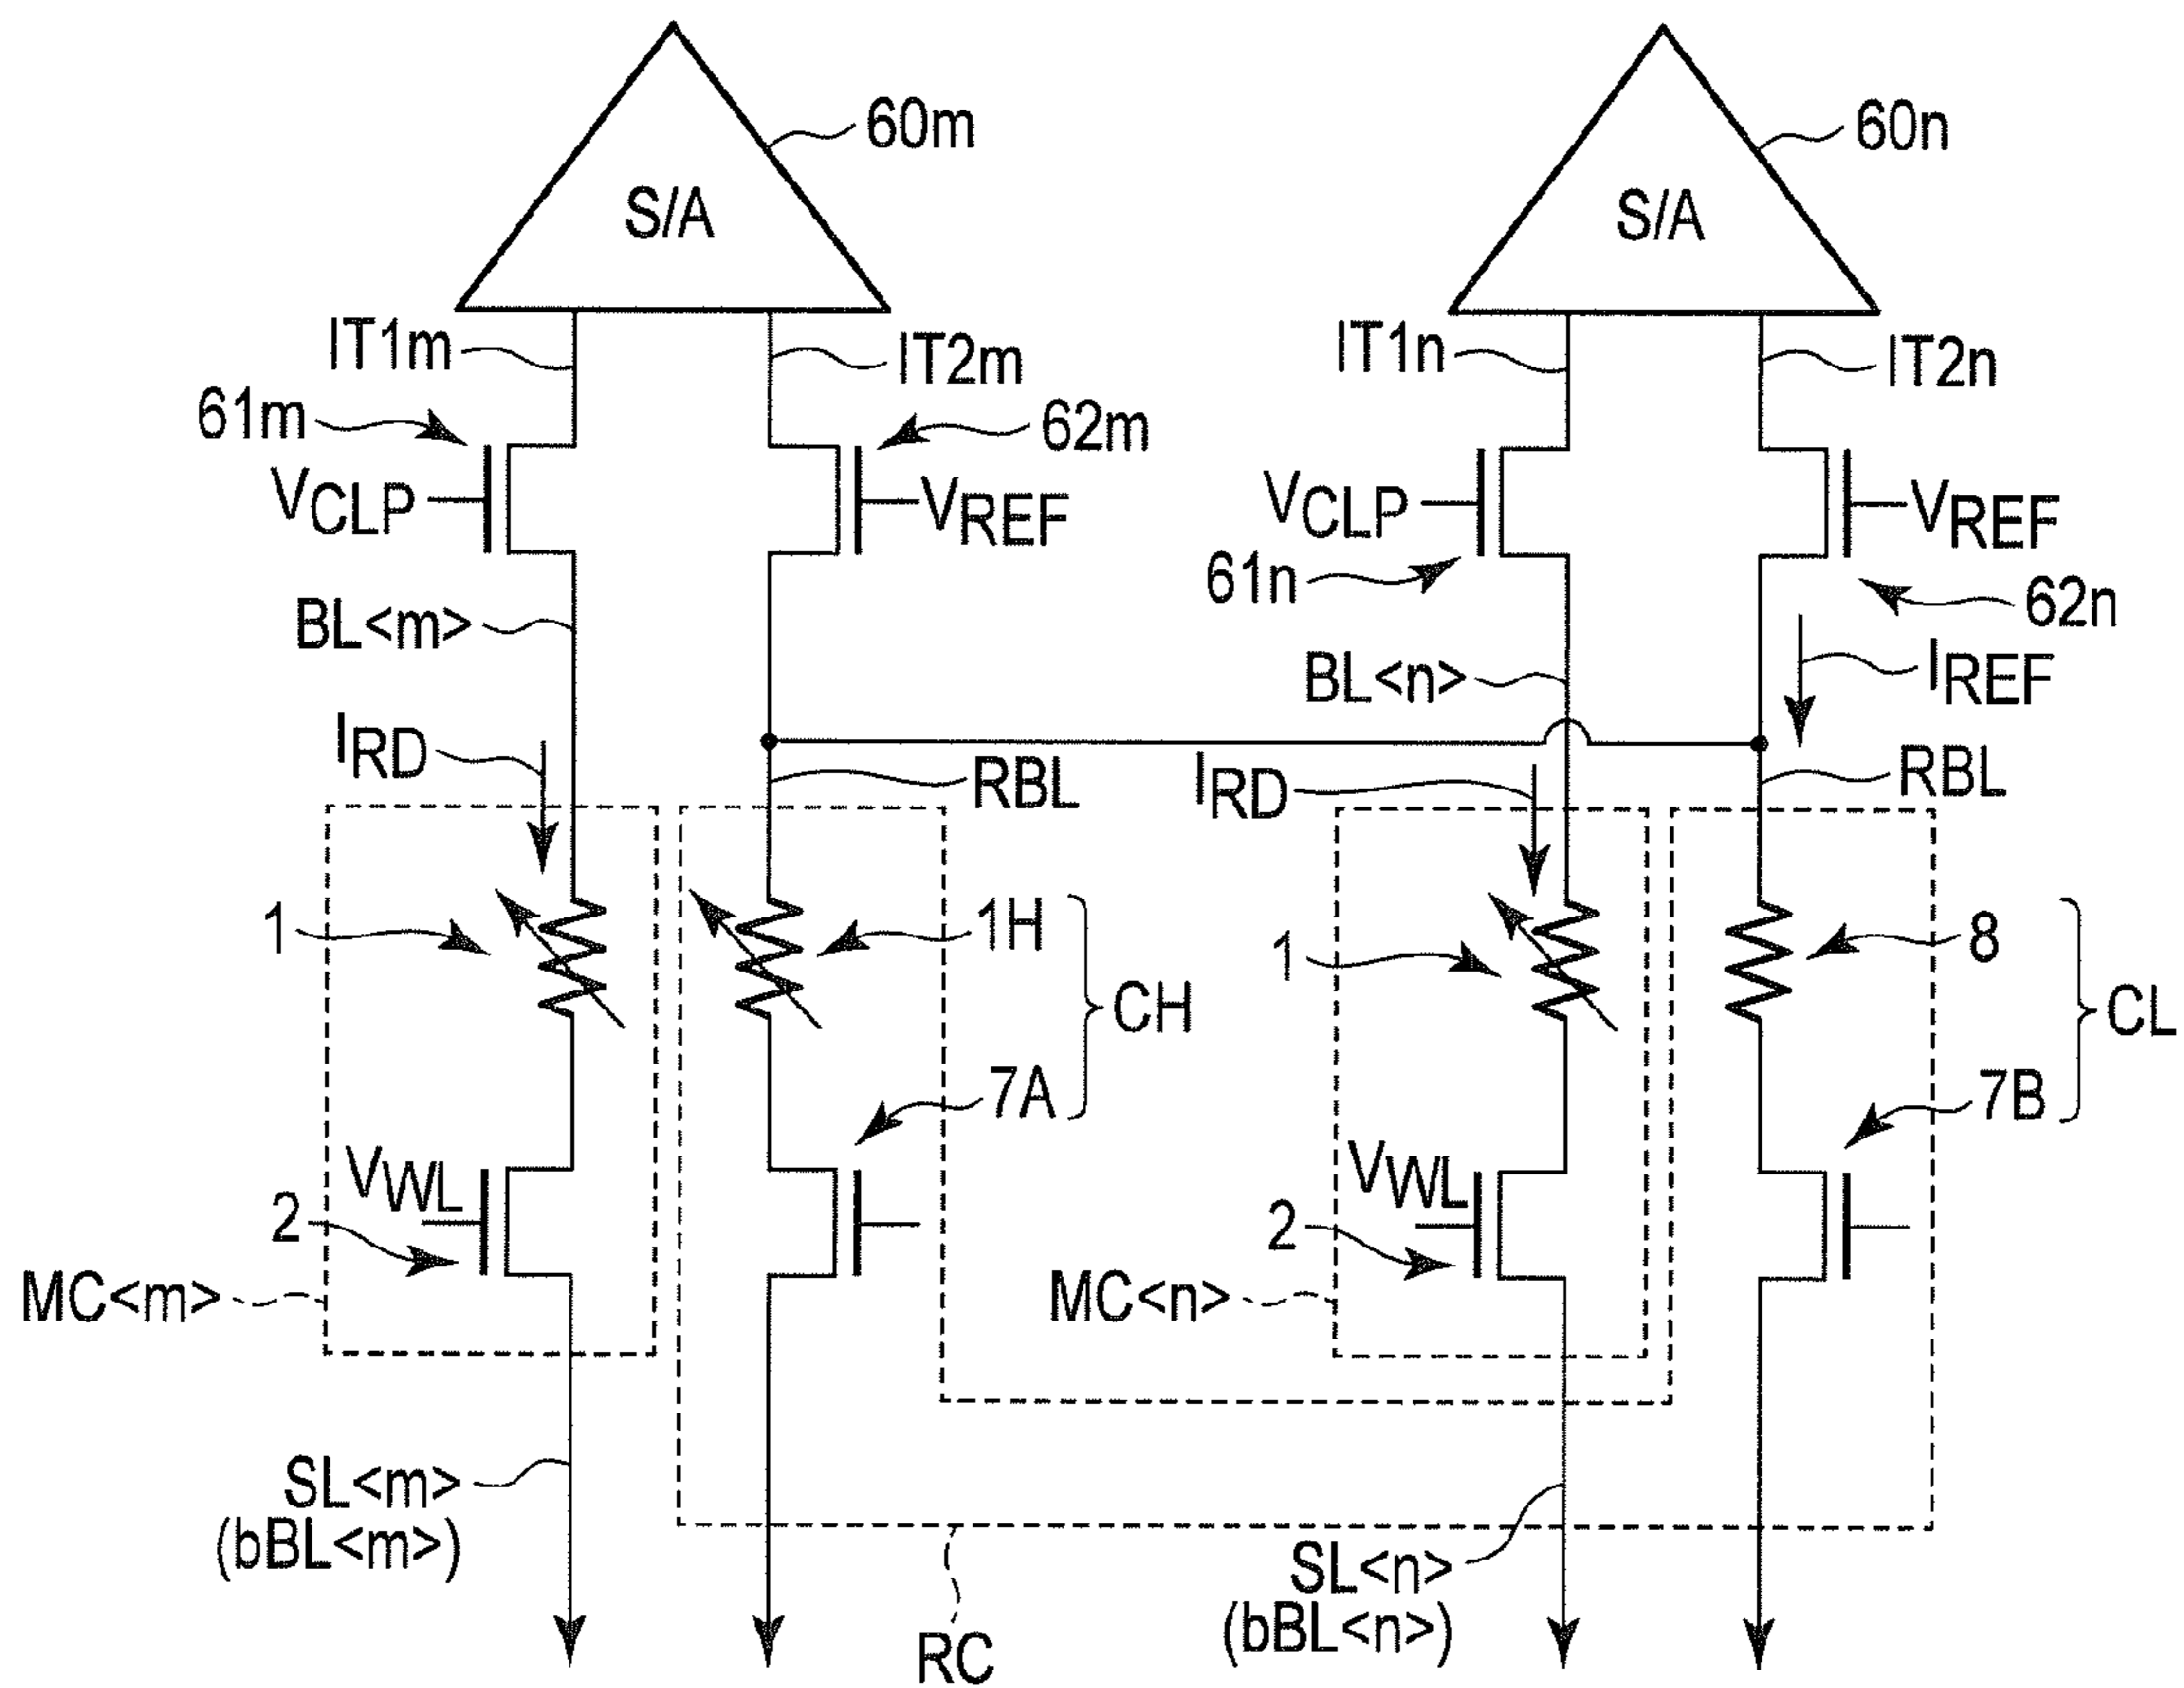 60m
60n
S/A
S/A
IT1m
IT2m
IT1n
IT2n
61m
62m
VCLP
VREF
VCLP
VREF
61n
62n
BL<m>
BL<n>
IREF
IRD
RBL
IRD
RBL
1
1H
1
8
CH
CL
7A
7B
VWL
VWL
2
2
MC<m>
MC<n>
SL<m>
(bBL<m>)
SL<n>
(bBL<n>)
RC